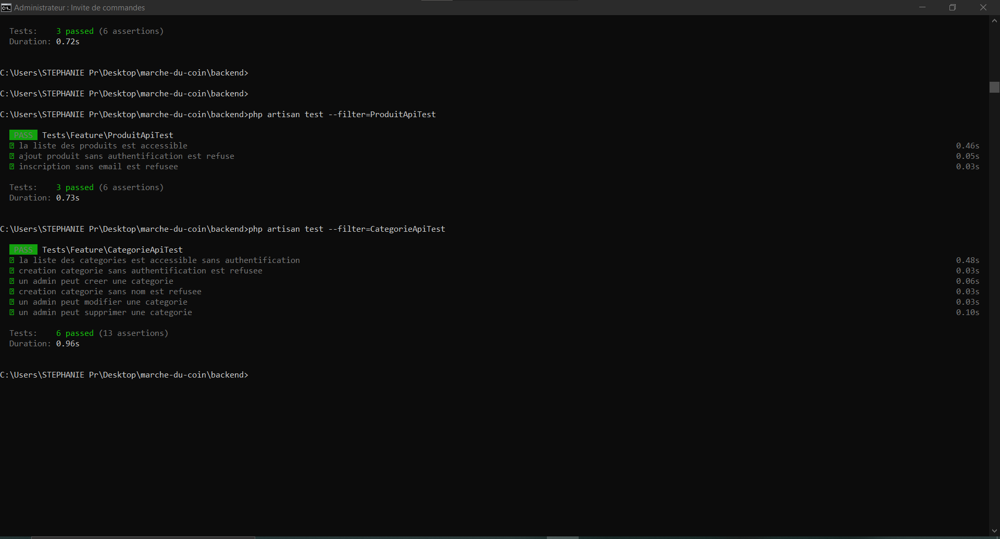 Administrateur : Invite de commandes
Tests:    3 passed (6 assertions)
Duration: 0.72s
C:\Users\STEPHANIE Pr\Desktop\marche-du-coin\backend>
C:\Users\STEPHANIE Pr\Desktop\marche-du-coin\backend>
C:\Users\STEPHANIE Pr\Desktop\marche-du-coin\backend>php artisan test --filter=ProduitApiTest
PASS  Tests\Feature\ProduitApiTest
la liste des produits est accessible 0.46s
ajout produit sans authentification est refuse 0.05s
inscription sans email est refusee 0.03s
Tests:    3 passed (6 assertions)
Duration: 0.73s
C:\Users\STEPHANIE Pr\Desktop\marche-du-coin\backend>php artisan test --filter=CategorieApiTest
PASS  Tests\Feature\CategorieApiTest
la liste des categories est accessible sans authentification 0.48s
creation categorie sans authentification est refusee 0.03s
un admin peut creer une categorie 0.06s
creation categorie sans nom est refusee 0.03s
un admin peut modifier une categorie 0.03s
un admin peut supprimer une categorie 0.10s
Tests:    6 passed (13 assertions)
Duration: 0.96s
C:\Users\STEPHANIE Pr\Desktop\marche-du-coin\backend>